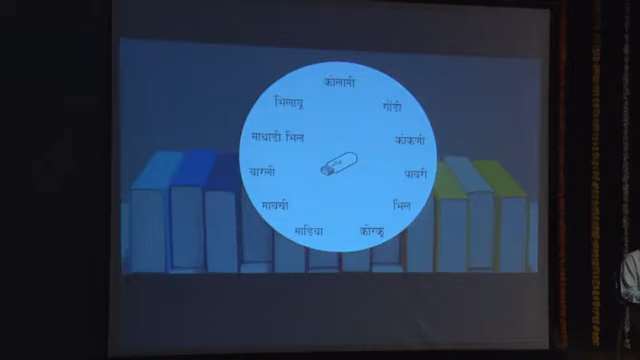 कोलामी
गोंडी
कोकणी
पावरी
भिल
कोरकू
माडिया
मावची
वारली
माथाडी भिल
भिलावू